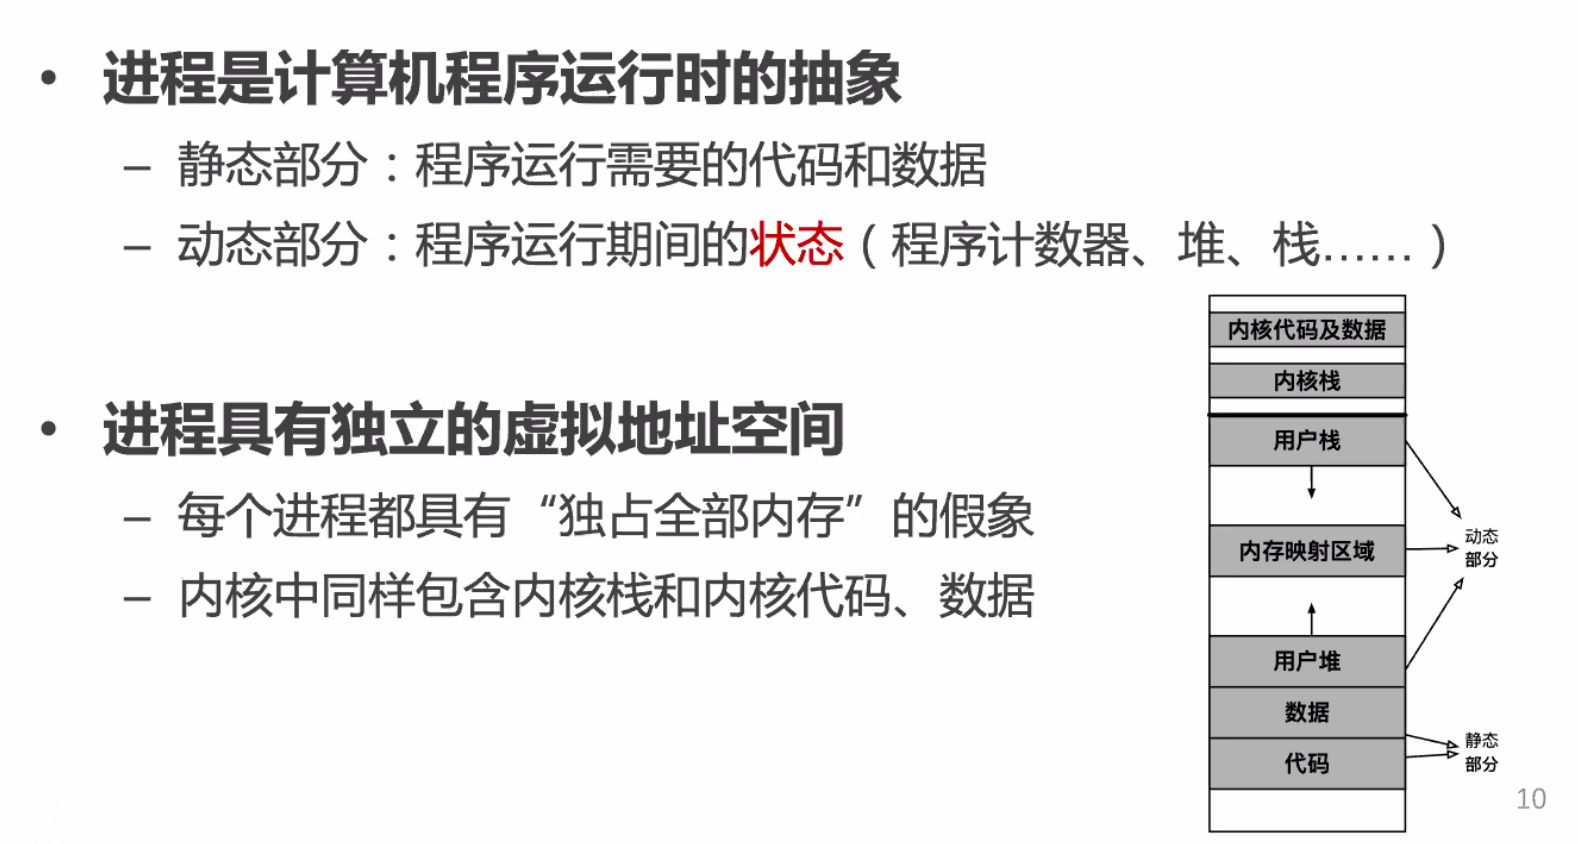 • 进程是计算机程序运行时的抽象
– 静态部分：程序运行需要的代码和数据
– 动态部分：程序运行期间的状态（程序计数器、堆、栈……）
• 进程具有独立的虚拟地址空间
– 每个进程都具有“独占全部内存”的假象
– 内核中同样包含内核栈和内核代码、数据
内核代码及数据
内核栈
用户栈
内存映射区域
用户堆
数据
代码
动态
部分
静态
部分
10